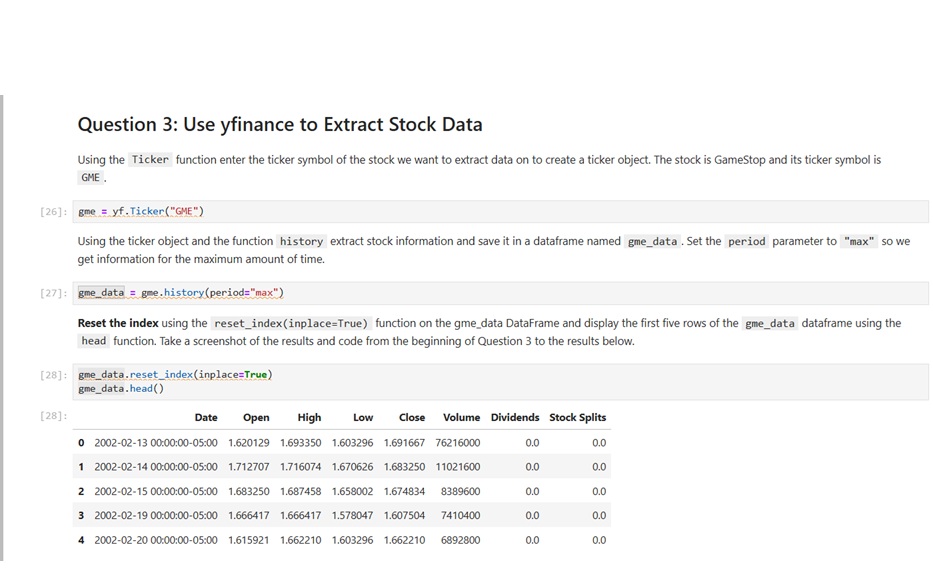 Question 3: Use yfinance to Extract Stock Data
Using the Ticker function enter the ticker symbol of the stock we want to extract data on to create a ticker object. The stock is GameStop and its ticker symbol is
GME .
[26]: gme = yf.Ticker("GME")
Using the ticker object and the function history extract stock information and save it in a dataframe named gme_data . Set the period parameter to "max" so we
get information for the maximum amount of time.
[27]: gme_data = gme.history(period="max")
Reset the index using the reset_index(inplace=True) function on the gme_data DataFrame and display the first five rows of the gme_data dataframe using the
head function. Take a screenshot of the results and code from the beginning of Question 3 to the results below.
[28]: gme_data.reset_index(inplace=True)
gme_data.head()
[28]: Date Open High Low Close Volume Dividends Stock Splits
0 2002-02-13 00:00:00-05:00 1.620129 1.693350 1.603296 1.691667 76216000 0.0 0.0
1 2002-02-14 00:00:00-05:00 1.712707 1.716074 1.670626 1.683250 11021600 0.0 0.0
2 2002-02-15 00:00:00-05:00 1.683250 1.687458 1.658002 1.674834 8389600 0.0 0.0
3 2002-02-19 00:00:00-05:00 1.666417 1.666417 1.578047 1.607504 7410400 0.0 0.0
4 2002-02-20 00:00:00-05:00 1.615921 1.662210 1.603296 1.662210 6892800 0.0 0.0